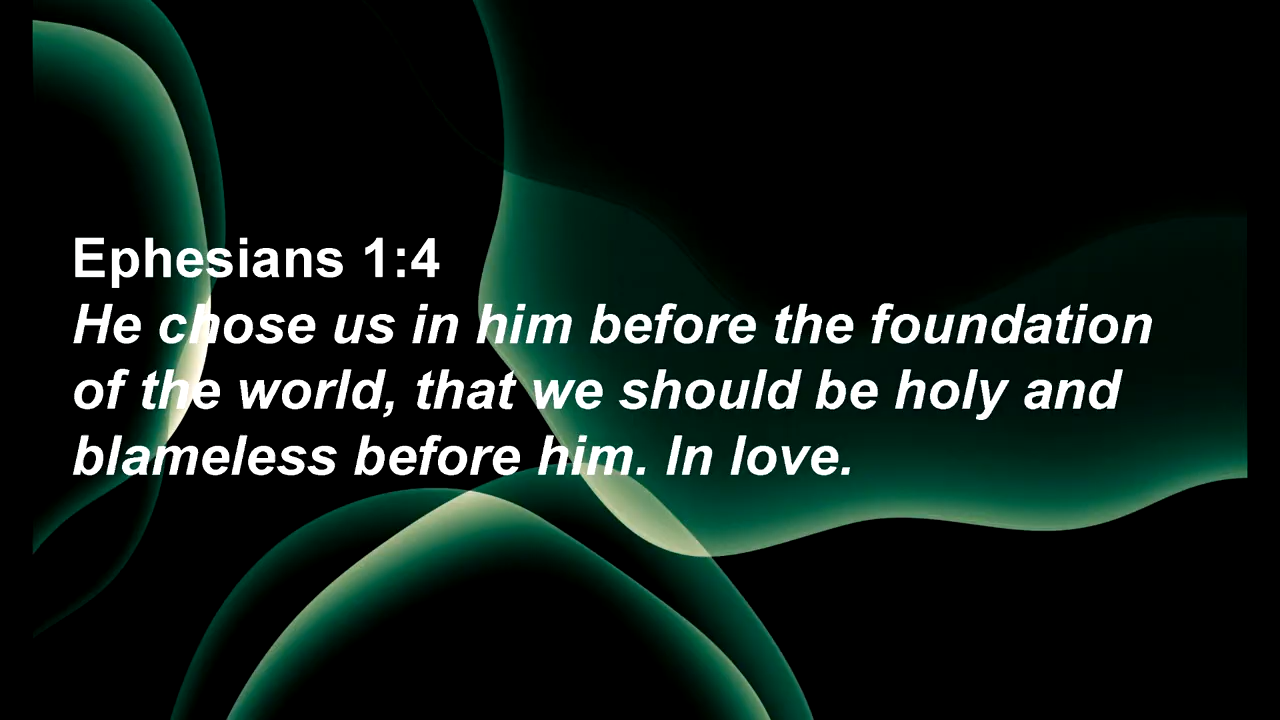 Ephesians 1:4
He chose us in him before the foundation
of the world, that we should be holy and
blameless before him. In love.